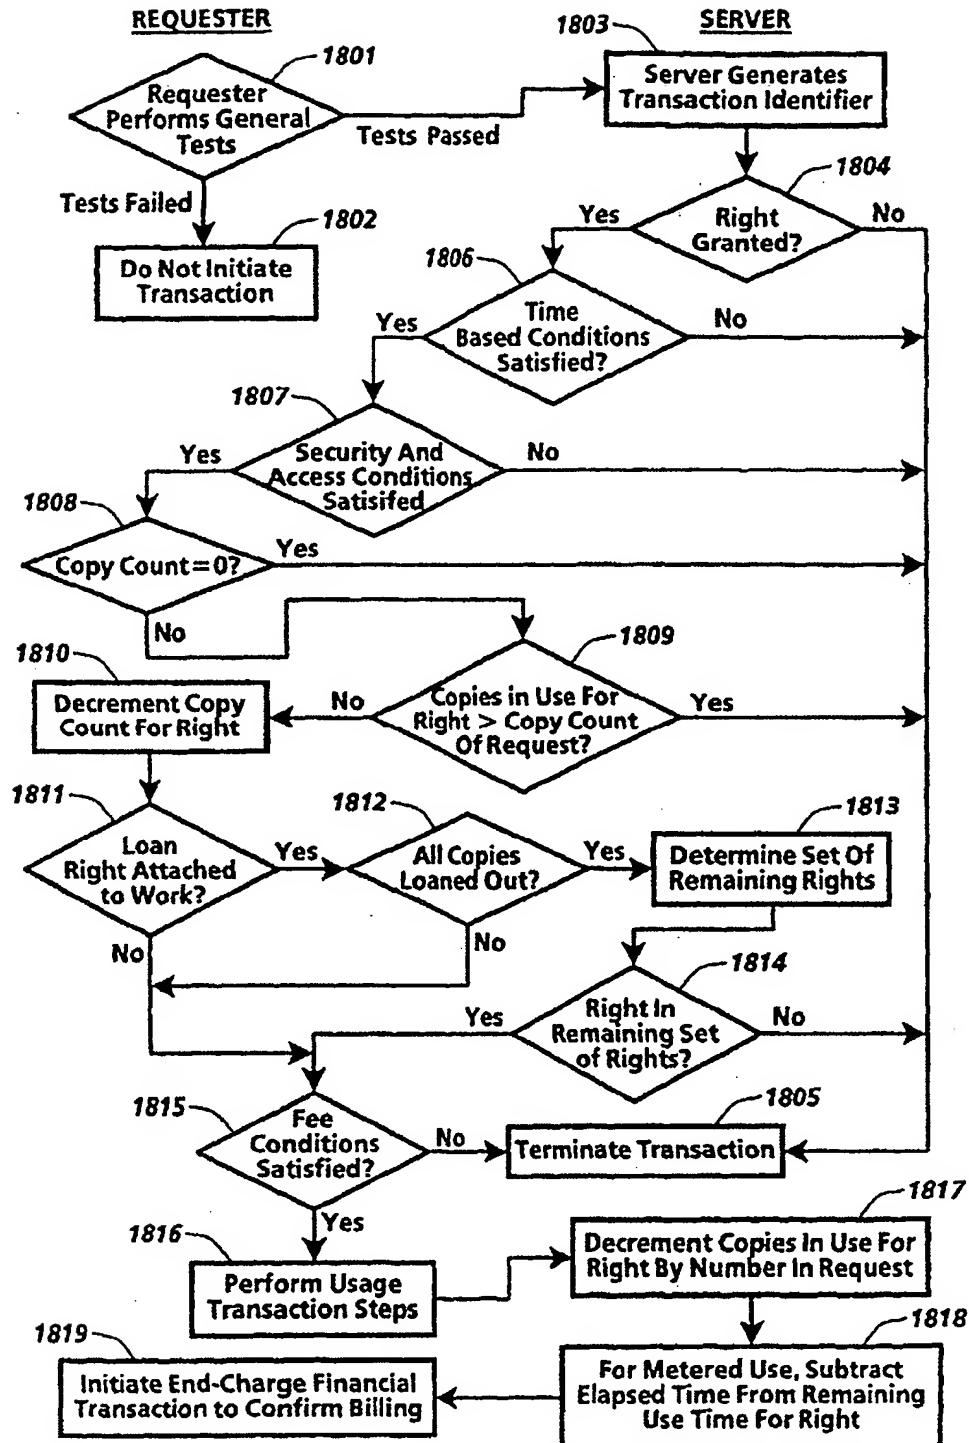 REQUESTER
SERVER
1801
1803
Requester
Performs General
Tests
Tests Passed
Server Generates
Transaction Identifier
Tests Failed
1802
Do Not Initiate
Transaction
1804
Right
Granted?
Yes
No
1806
Time
Based Conditions
Satisfied?
Yes
No
1807
Security And
Access Conditions
Satisifed
Yes
No
1808
Copy Count=0?
Yes
No
1809
Copies in Use For
Right > Copy Count
Of Request?
No
Yes
1810
Decrement Copy
Count For Right
1811
Loan
Right Attached
to Work?
Yes
No
1812
All Copies
Loaned Out?
Yes
No
1813
Determine Set Of
Remaining Rights
1814
Right In
Remaining Set
of Rights?
Yes
No
1815
Fee
Conditions
Satisfied?
No
Yes
1805
Terminate Transaction
1816
Perform Usage
Transaction Steps
1817
Decrement Copies In Use For
Right By Number In Request
1818
For Metered Use, Subtract
Elapsed Time From Remaining
Use Time For Right
1819
Initiate End-Charge Financial
Transaction to Confirm Billing